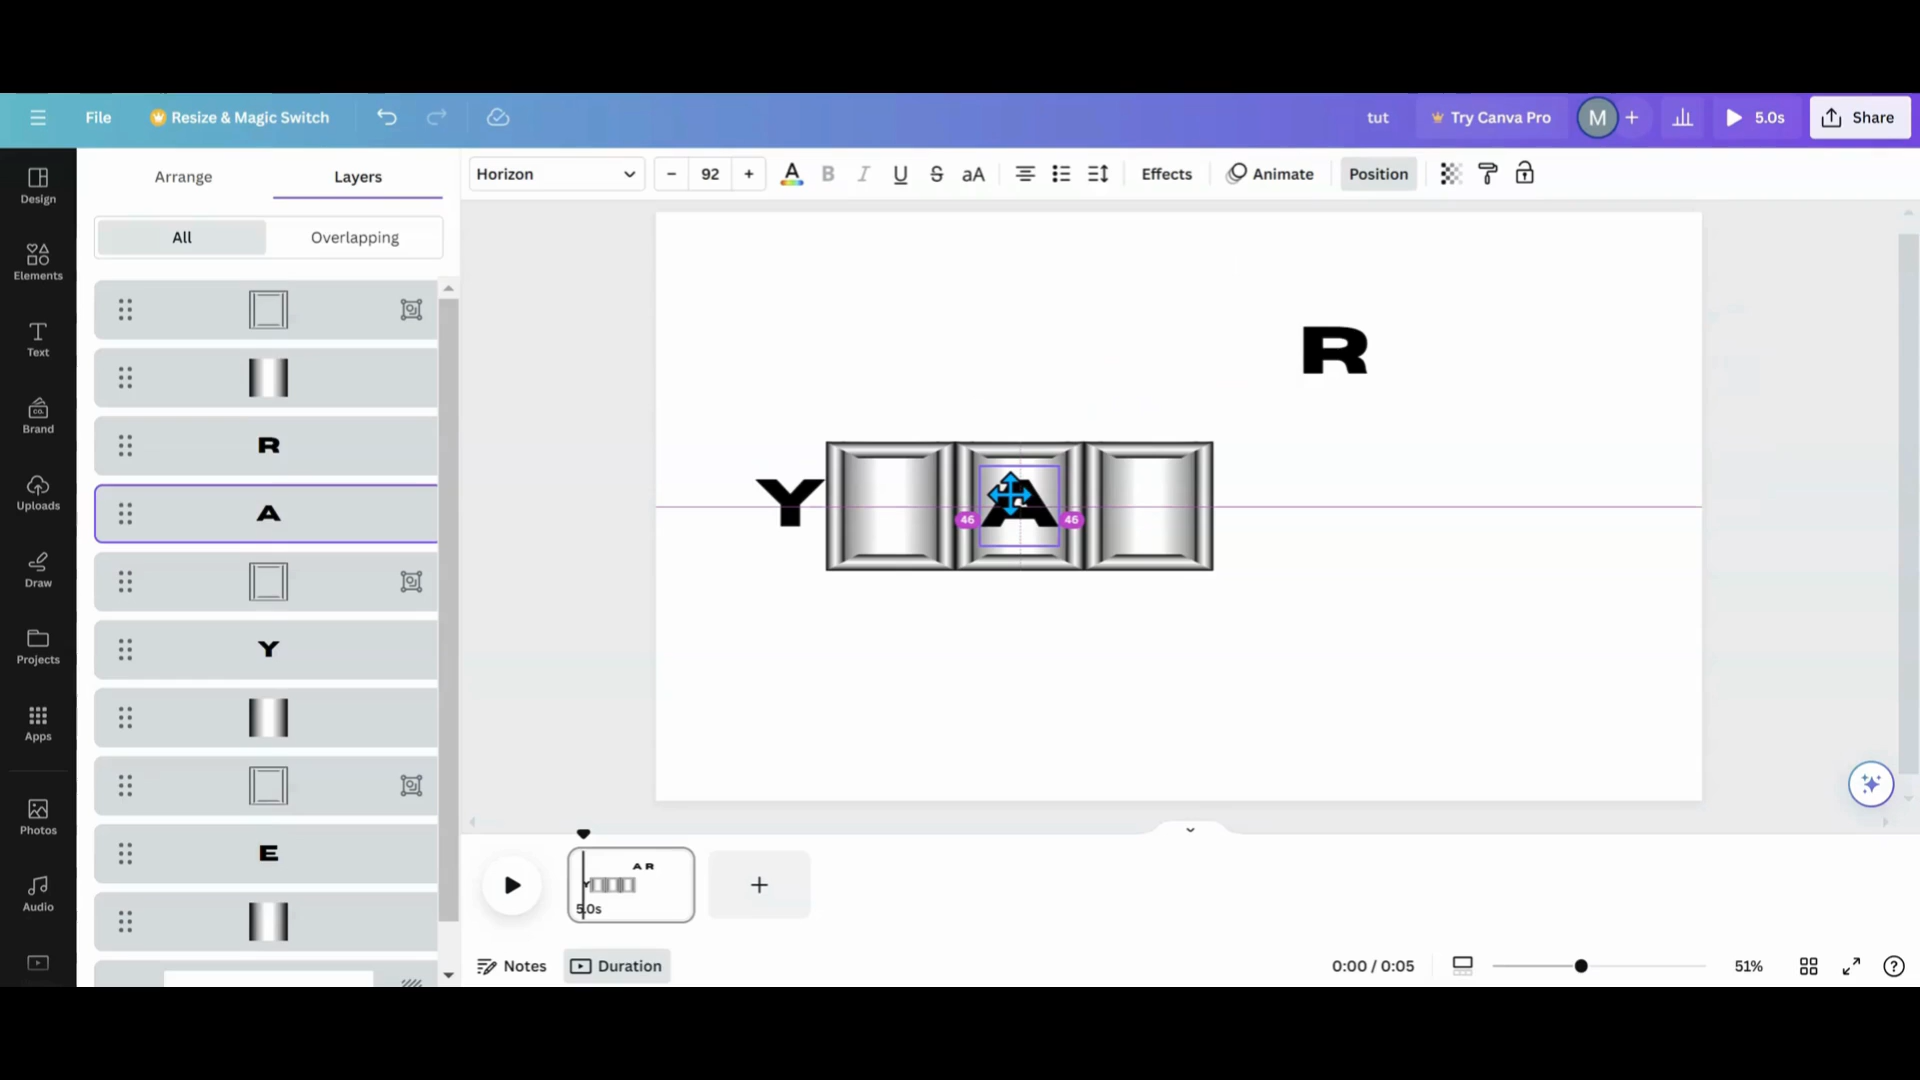 File
Resize & Magic Switch
tut
Try Canva Pro
M
+
5.0s
Share
Design
Elements
Text
Brand
Uploads
Draw
Projects
Apps
Photos
Audio
Arrange
Layers
All
Overlapping
R
A
Y
E
Horizon
− 92 +
A
B
I
U
S
aA
Effects
Animate
Position
R
Y
A
46
46
A R
Y
5.0s
+
Notes
Duration
0:00 / 0:05
51%
?